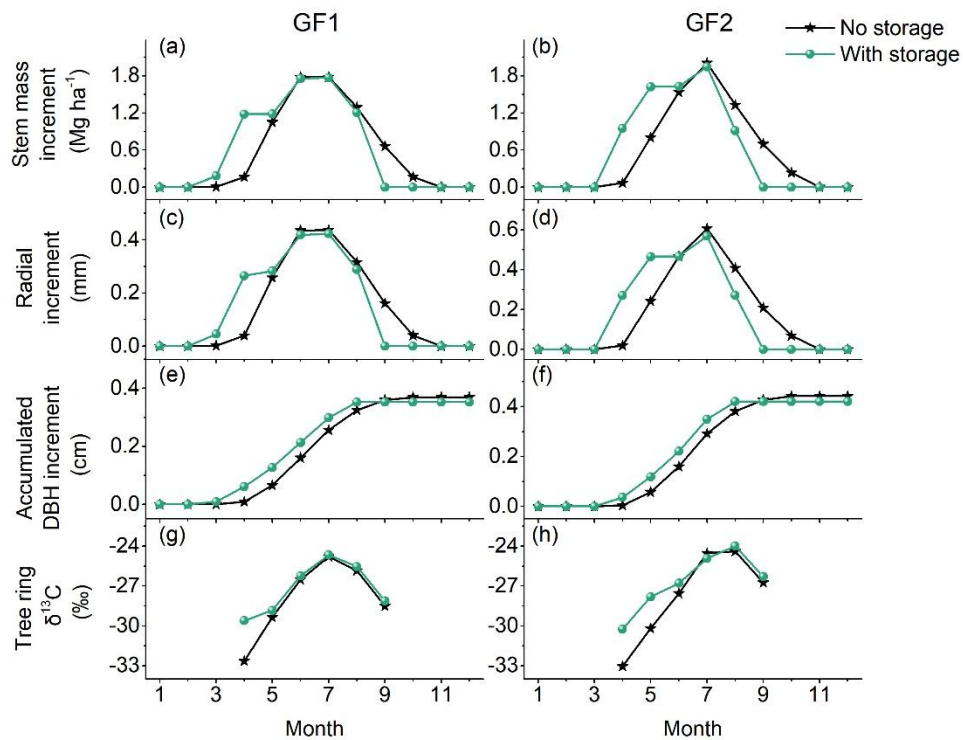 GF1
GF2
No storage
With storage
(a)
(b)
Stem mass
increment
(Mg ha⁻¹)
1.8
1.2
0.6
0.0
1.8
1.2
0.6
0.0
(c)
(d)
Radial
increment
(mm)
0.4
0.2
0.0
0.6
0.4
0.2
0.0
(e)
(f)
Accumulated
DBH increment
(cm)
0.4
0.2
0.0
0.4
0.2
0.0
(g)
(h)
Tree ring
δ¹³C
(‰)
-24
-27
-30
-33
-24
-27
-30
-33
1 3 5 7 9 11
1 3 5 7 9 11
Month
Month